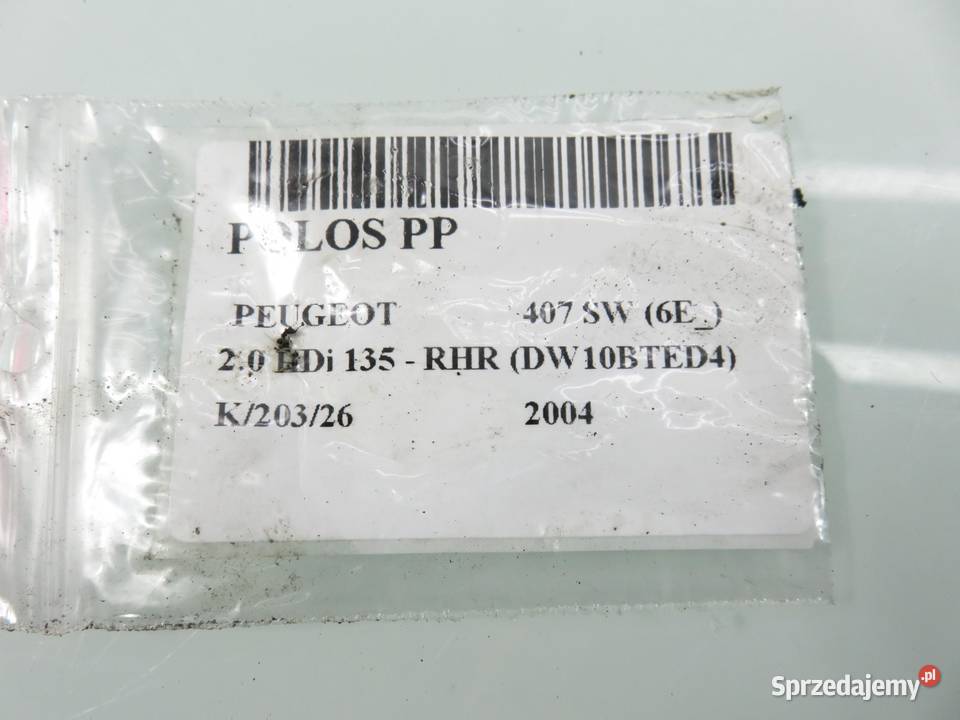 POLOS PP
PEUGEOT 407 SW (6E_)
2.0 HDi 135 - RHR (DW10BTED4)
K/203/26 2004
Sprzedajemy.pl